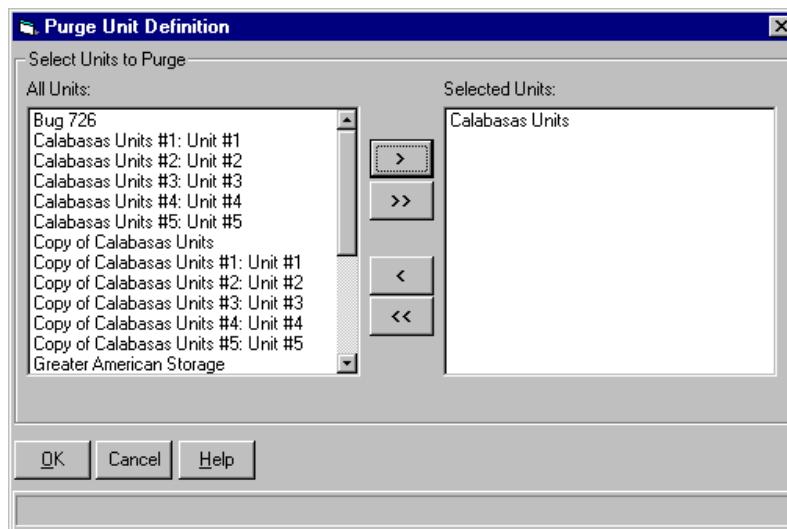 Purge Unit Definition
Select Units to Purge
All Units:
Selected Units:
Bug 726
Calabasas Units #1: Unit #1
Calabasas Units #2: Unit #2
Calabasas Units #3: Unit #3
Calabasas Units #4: Unit #4
Calabasas Units #5: Unit #5
Copy of Calabasas Units
Copy of Calabasas Units #1: Unit #1
Copy of Calabasas Units #2: Unit #2
Copy of Calabasas Units #3: Unit #3
Copy of Calabasas Units #4: Unit #4
Copy of Calabasas Units #5: Unit #5
Greater American Storage
>
>>
<
<<
Calabasas Units
OK
Cancel
Help